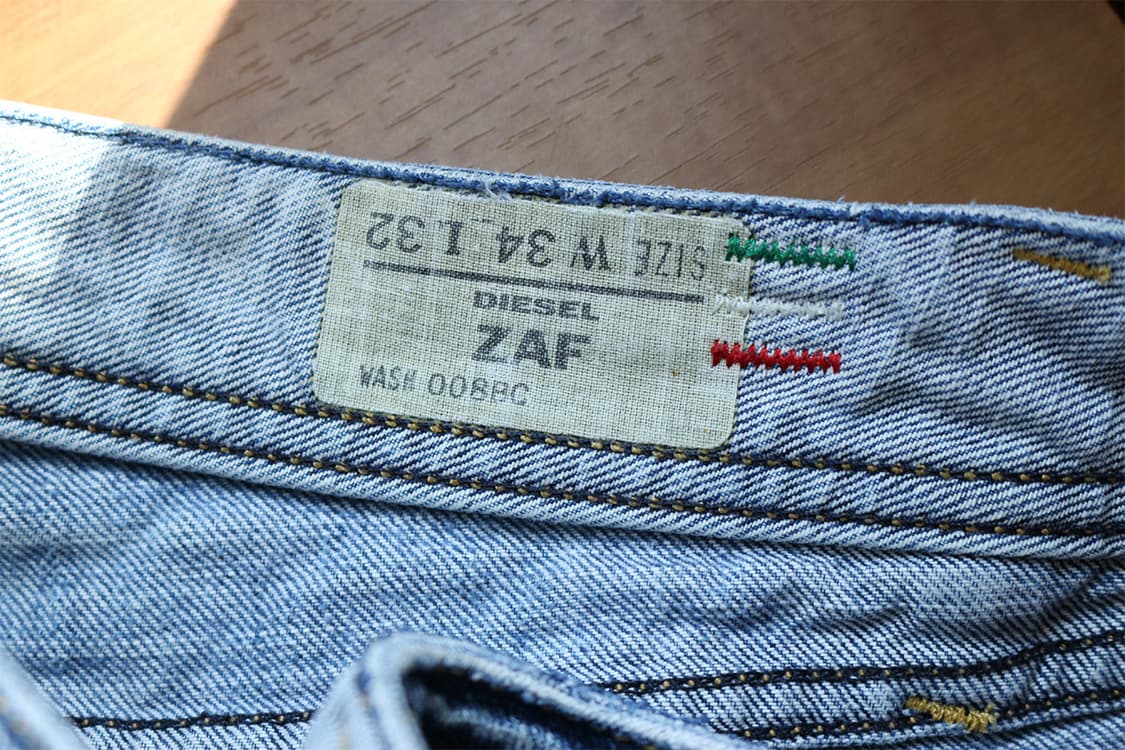 SIZE W 34 L 32
DIESEL
ZAF
WASH 008BC